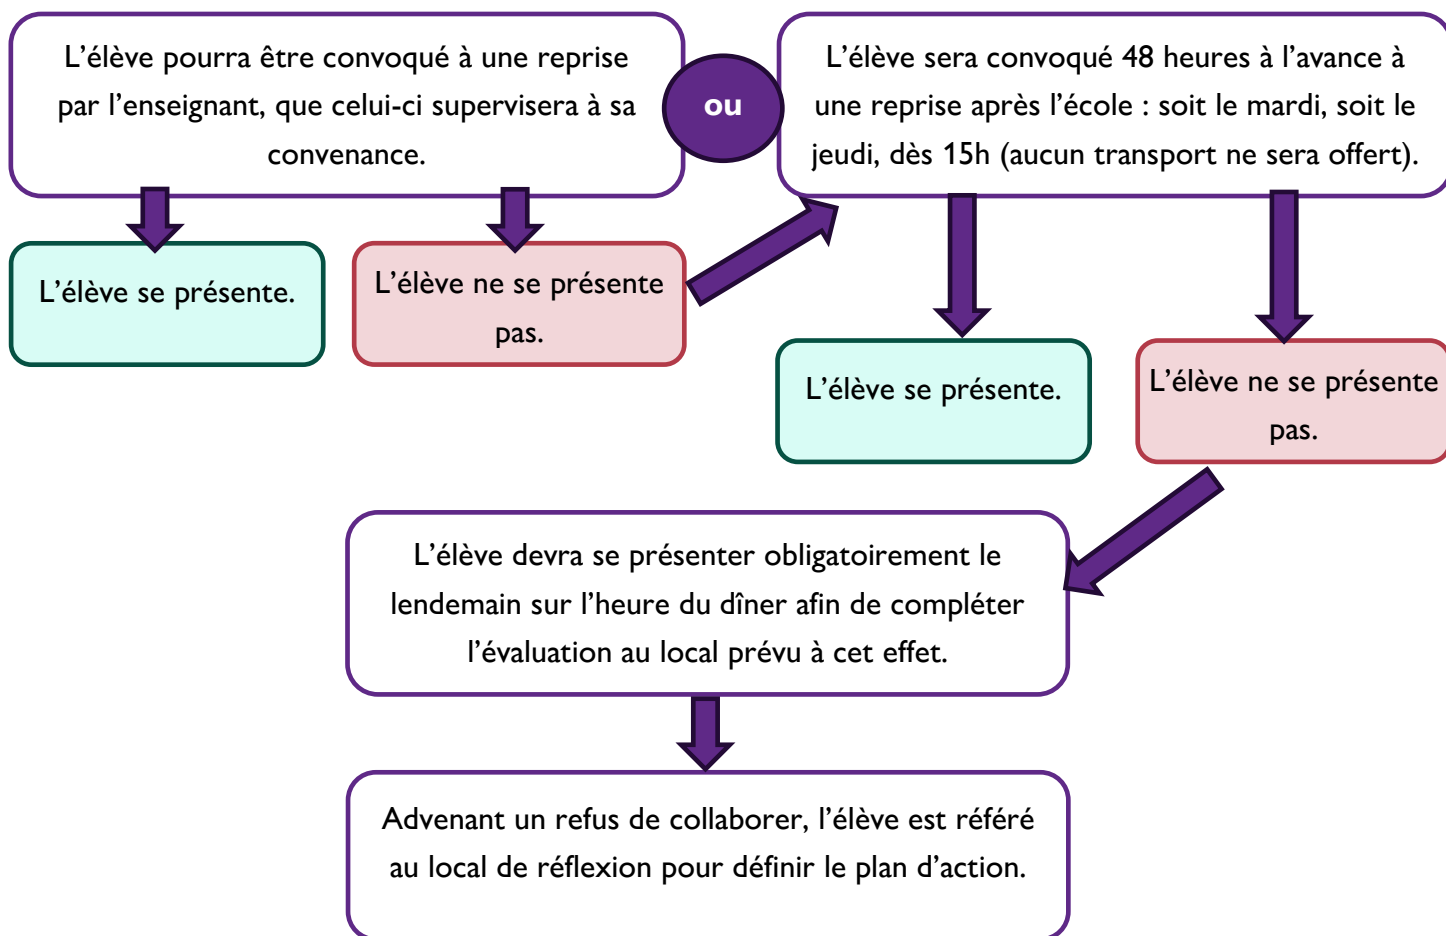 L’élève pourra être convoqué à une reprise
par l’enseignant, que celui-ci supervisera à sa
convenance.
ou
L’élève sera convoqué 48 heures à l’avance à
une reprise après l’école : soit le mardi, soit le
jeudi, dès 15h (aucun transport ne sera offert).
L’élève se présente.
L’élève ne se présente
pas.
L’élève se présente.
L’élève ne se présente
pas.
L’élève devra se présenter obligatoirement le
lendemain sur l’heure du dîner afin de compléter
l’évaluation au local prévu à cet effet.
Advenant un refus de collaborer, l’élève est référé
au local de réflexion pour définir le plan d’action.